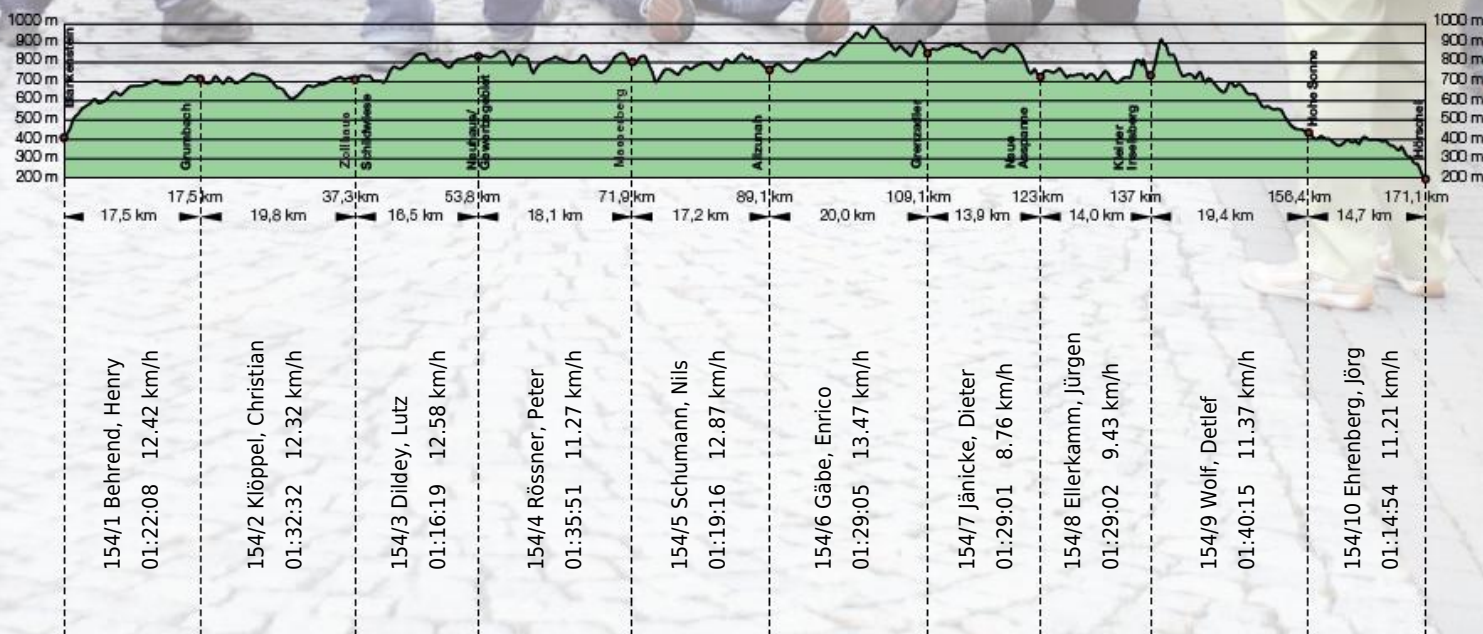 1000 m
900 m
800 m
700 m
600 m
500 m
400 m
300 m
200 m
1000 m
900 m
800 m
700 m
600 m
500 m
400 m
300 m
200 m
Blankenstein
Grumbach
Zollhaus
Schildwiese
Neuhaus/
Masserberg
Allzunah
Grenzadler
Neue
Ausspanne
Kleiner
Inselsberg
Hohe Sonne
Hörschel
17,5 km
37,3 km
53,8 km
71,9 km
89,1 km
109,1 km
123 km
137 km
156,4 km
171,1 km
17,5 km
19,8 km
16,5 km
18,1 km
17,2 km
20,0 km
13,9 km
14,0 km
19,4 km
14,7 km
154/1 Behrend, Henry
01:22:08 12.42 km/h
154/2 Klöppel, Christian
01:32:32 12.32 km/h
154/3 Dildey, Lutz
01:16:19 12.58 km/h
154/4 Rössner, Peter
01:35:51 11.27 km/h
154/5 Schumann, Nils
01:19:16 12.87 km/h
154/6 Gäbe, Enrico
01:29:05 13.47 km/h
154/7 Jänicke, Dieter
01:29:01 8.76 km/h
154/8 Ellerkamm, Jürgen
01:29:02 9.43 km/h
154/9 Wolf, Detlef
01:40:15 11.37 km/h
154/10 Ehrenberg, Jörg
01:14:54 11.21 km/h